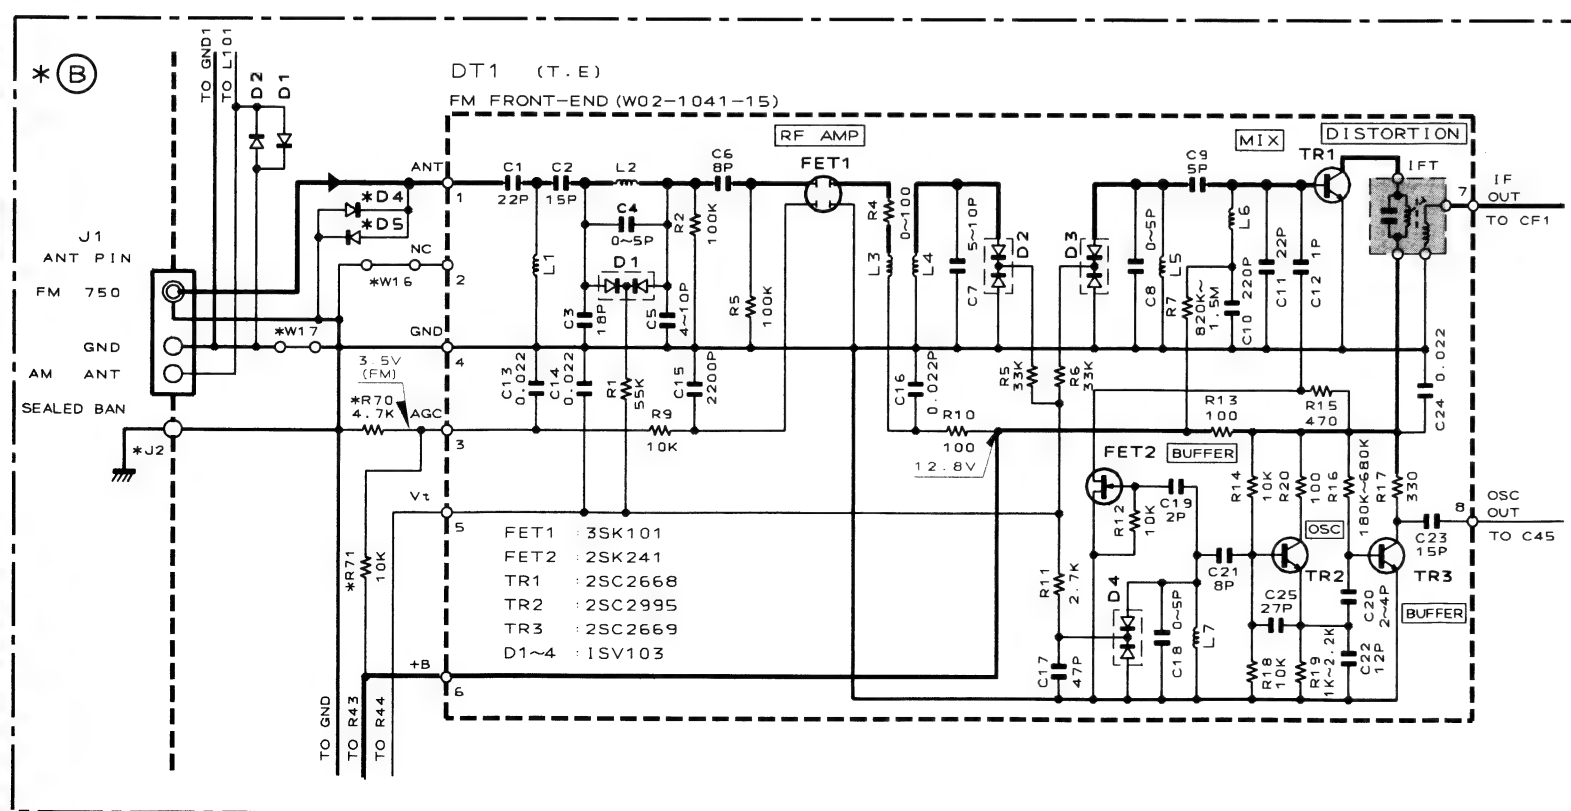 * B
TO GND1
TO L101
D2
D1
DT1 (T.E)
FM FRONT-END (W02-1041-15)
RF AMP
FET1
MIX
DISTORTION
TR1
IFT
ANT
1
C1
22P
C2
15P
L2
C6
8P
C9
5P
7
IF
OUT
TO CF1
*D4
*D5
C4
0~5P
R2
100K
R4
0~100
5~10P
C7
D2
D3
0~5P
C8
L5
L6
22P
C11
1P
C12
J1
ANT PIN
FM 750
NC
*W16
2
L1
D1
C3
18P
C5
4~10P
R5
100K
L3
L4
R7
820K~
1.5M
C10
220P
*W17
GND
GND
4
AM ANT
3.5V
(FM)
C13
0.022
C14
0.022
R1
55K
C15
2200P
C16
0.022P
R5
33K
R6
33K
C24
0.022
SEALED BAN
*R70
4.7K
AGC
3
R9
10K
R10
100
R13
100
R15
470
*J2
12.8V
FET2
BUFFER
Vt
5
R12
10K
C19
2P
R14
10K
R20
100
R16
180K~680K
R17
330
8
OSC
OUT
TO C45
FET1 : 3SK101
FET2 : 2SK241
TR1 : 2SC2668
TR2 : 2SC2995
TR3 : 2SC2669
D1~4 : ISV103
OSC
C23
15P
*R71
10K
R11
2.7K
C21
8P
TR2
TR3
D4
0~5P
C18
L7
C25
27P
C20
2~4P
BUFFER
+B
6
C17
47P
R18
10K
R19
1K~2.2K
C22
12P
TO GND
TO R43
TO R44